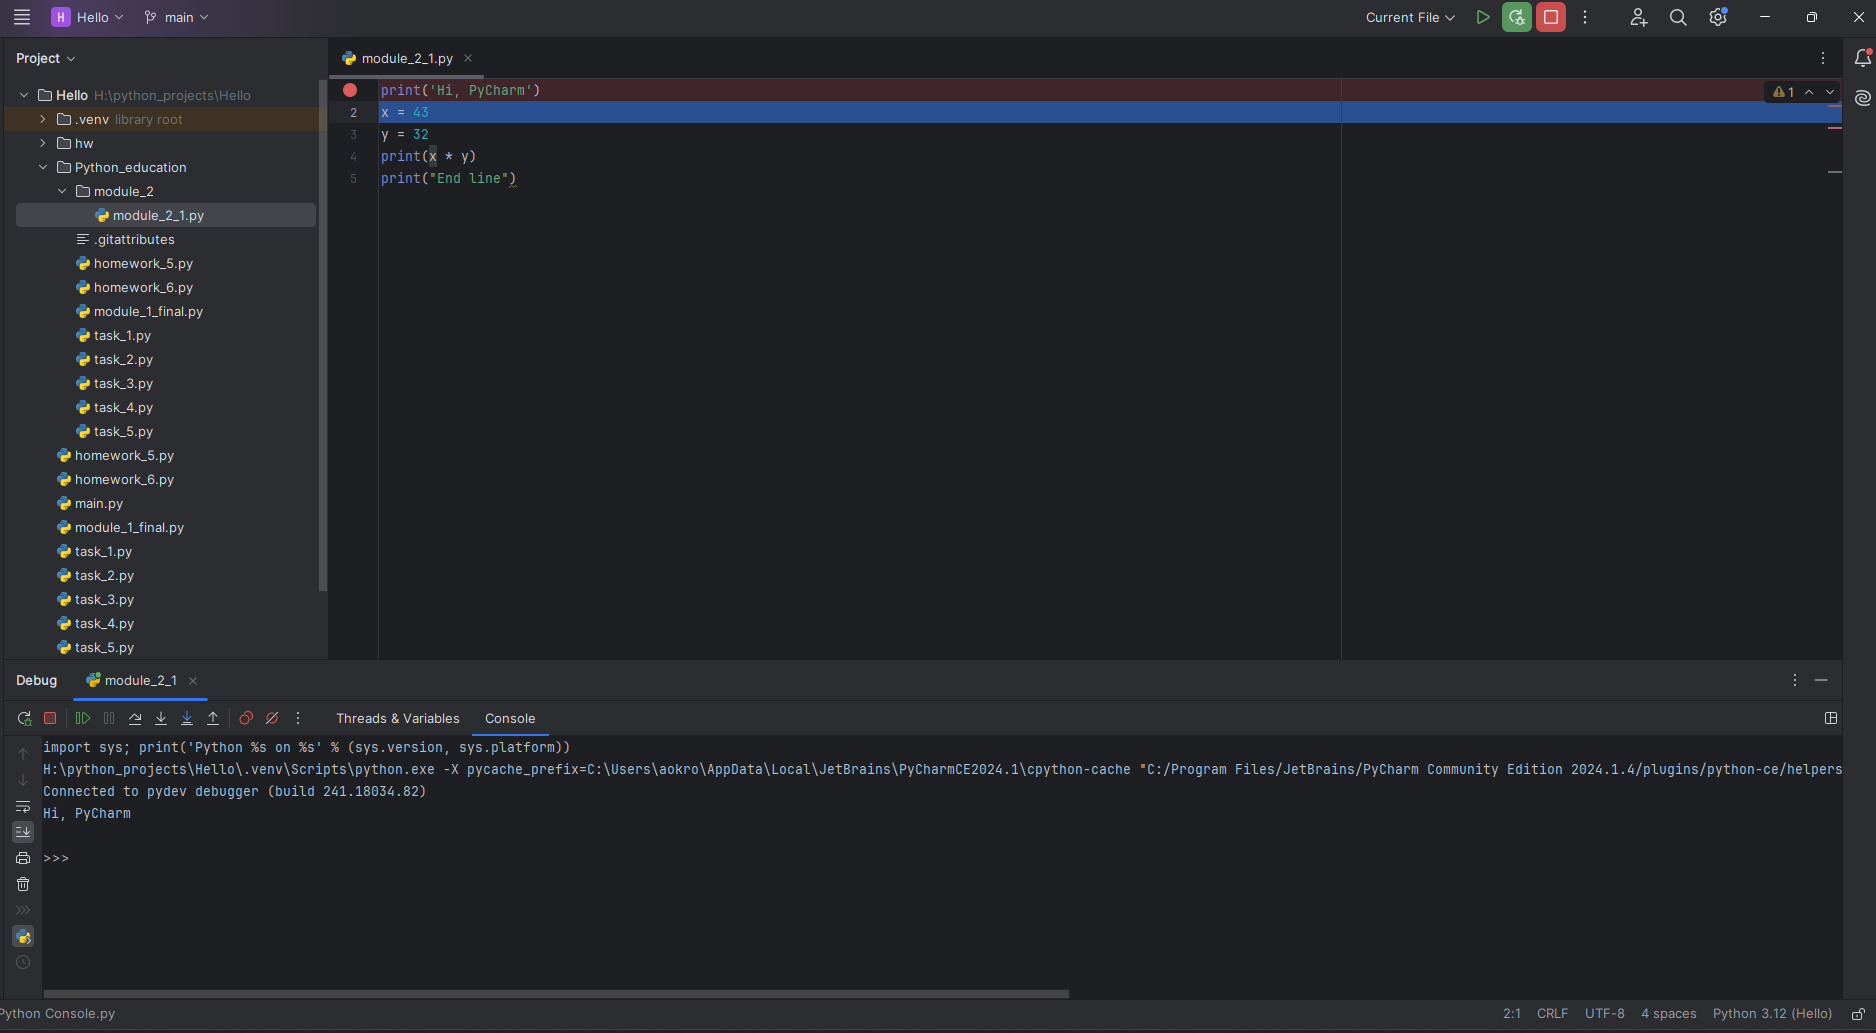 H Hello main Current File
Project
module_2_1.py
Hello H:\python_projects\Hello
.venv library root
hw
Python_education
module_2
module_2_1.py
.gitattributes
homework_5.py
homework_6.py
module_1_final.py
task_1.py
task_2.py
task_3.py
task_4.py
task_5.py
homework_5.py
homework_6.py
main.py
module_1_final.py
task_1.py
task_2.py
task_3.py
task_4.py
task_5.py
print('Hi, PyCharm')
1
2 x = 43
3 y = 32
4 print(x * y)
5 print("End line")
Debug module_2_1
Threads & Variables Console
import sys; print('Python %s on %s' % (sys.version, sys.platform))
H:\python_projects\Hello\.venv\Scripts\python.exe -X pycache_prefix=C:\Users\aokro\AppData\Local\JetBrains\PyCharmCE2024.1\cpython-cache "C:/Program Files/JetBrains/PyCharm Community Edition 2024.1.4/plugins/python-ce/helpers
Connected to pydev debugger (build 241.18034.82)
Hi, PyCharm
>>>
Python Console.py 2:1 CRLF UTF-8 4 spaces Python 3.12 (Hello)